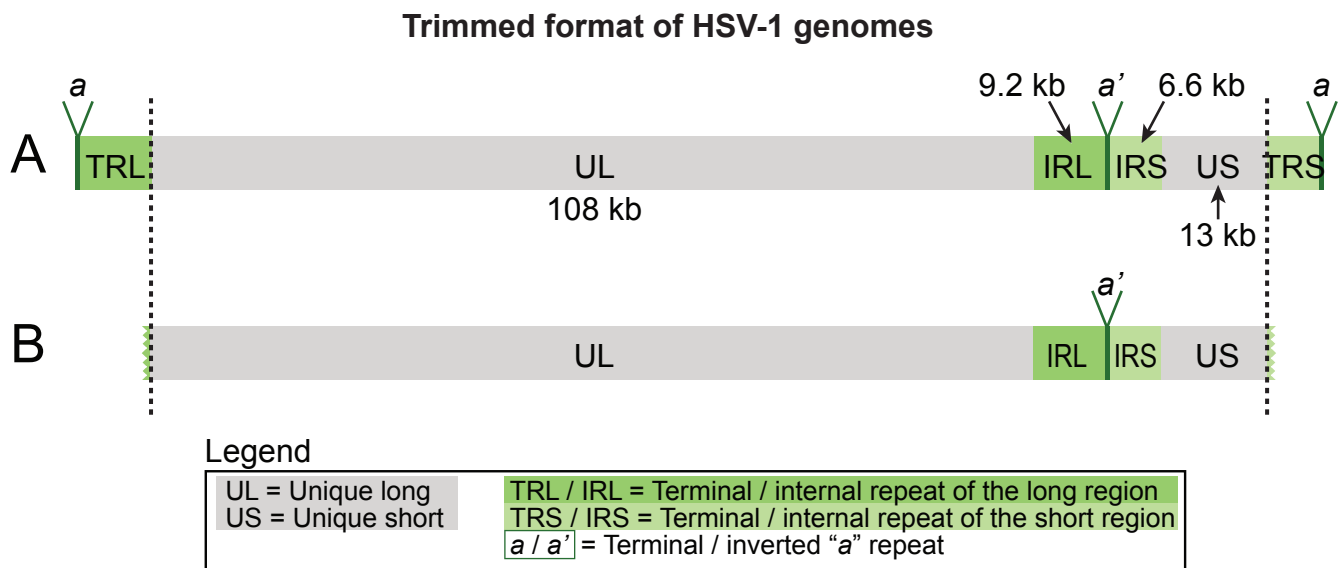 Trimmed format of HSV-1 genomes
a 9.2 kb a’ 6.6 kb a
A TRL UL IRL IRS US TRS
108 kb
13 kb
a’
B UL IRL IRS US
Legend
UL = Unique long TRL / IRL = Terminal / internal repeat of the long region
US = Unique short TRS / IRS = Terminal / internal repeat of the short region
a / a’ = Terminal / inverted “a” repeat